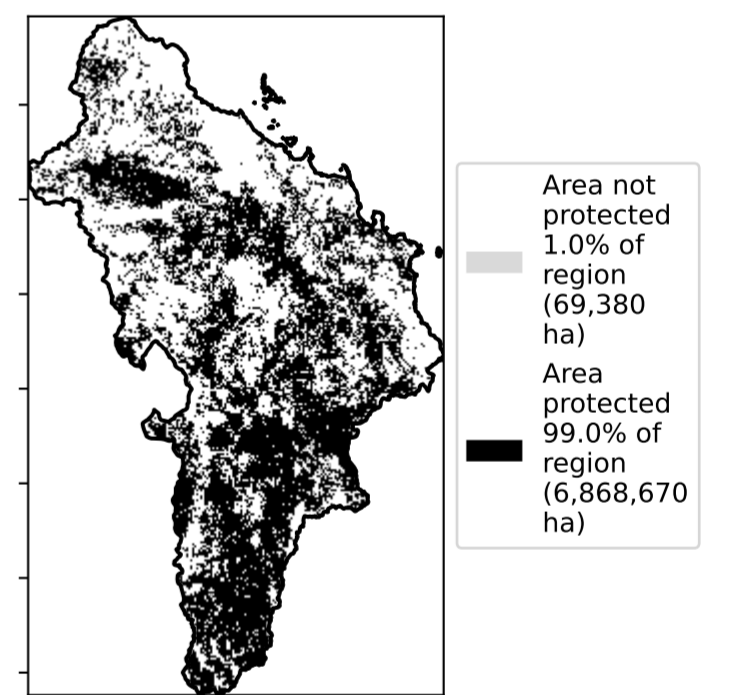 Area not
protected
1.0% of
region
(69,380
ha)
Area
protected
99.0% of
region
(6,868,670
ha)